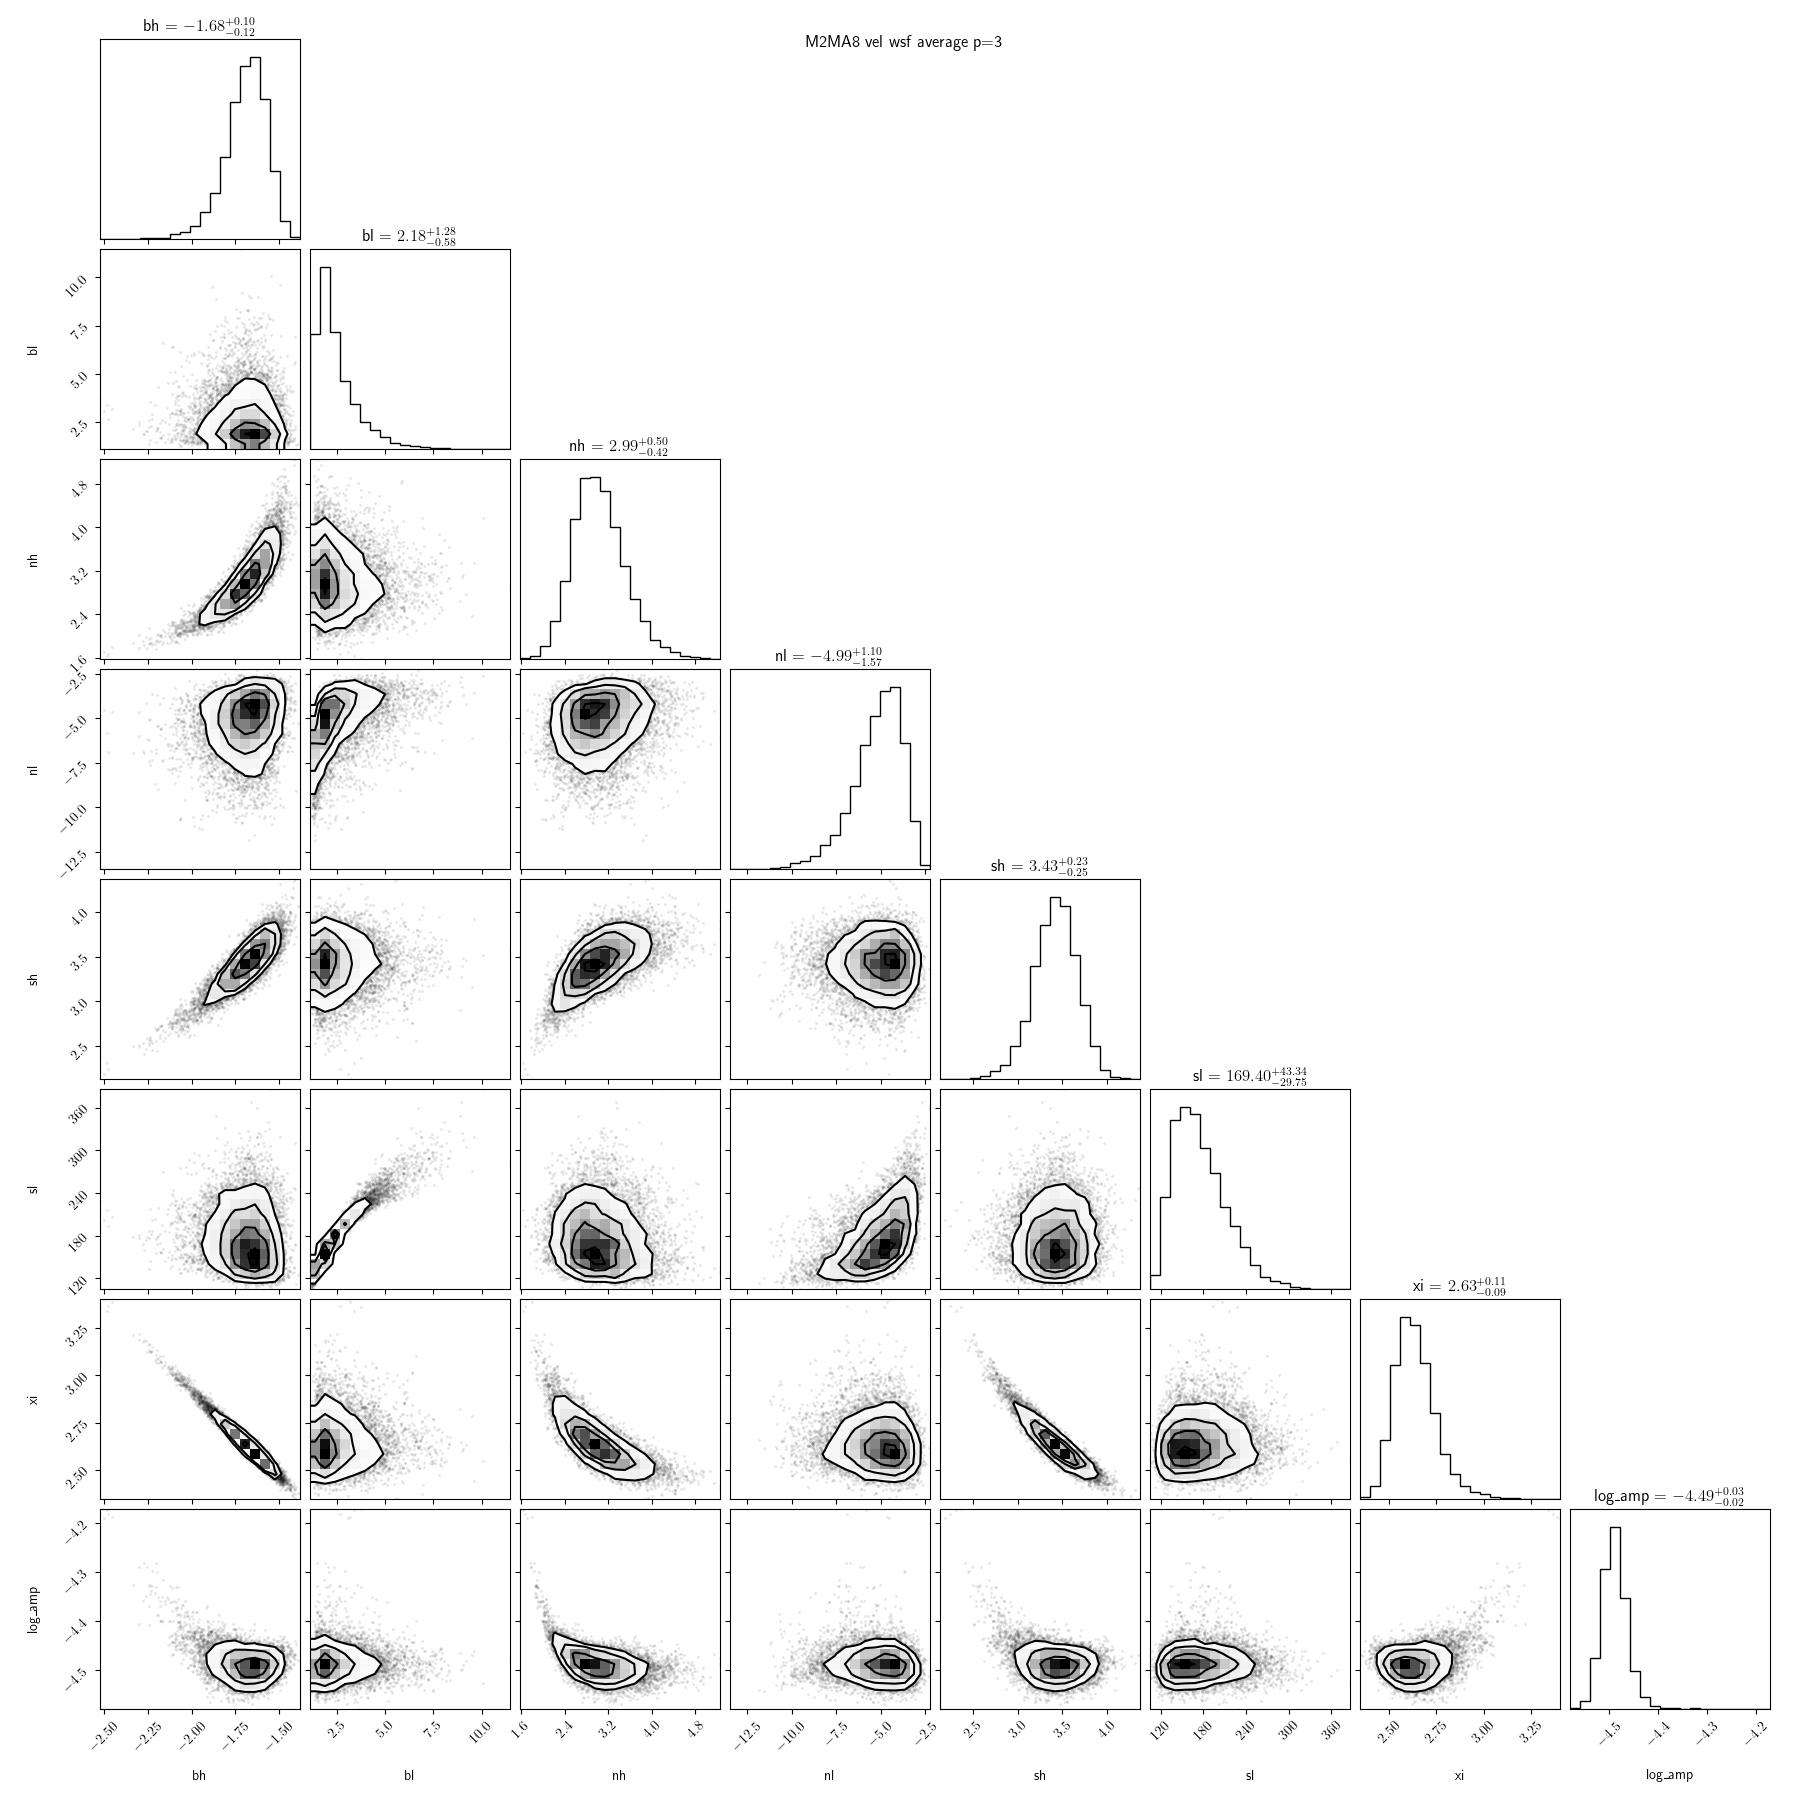 bh = −1.68+0.10−0.12
M2MA8 vel wsf average p=3
bl = 2.18+1.28−0.58
10.0
7.5
5.0
2.5
bl
nh = 2.99+0.50−0.42
4.8
4.0
3.2
2.4
1.6
nh
nl = −4.99+1.10−1.57
−2.5
−5.0
−7.5
−10.0
−12.5
nl
sh = 3.43+0.23−0.25
4.0
3.5
3.0
2.5
sh
sl = 169.40+43.34−29.75
360
300
240
180
120
sl
xi = 2.63+0.11−0.09
3.25
3.00
2.75
2.50
xi
log_amp = −4.49+0.03−0.02
−4.2
−4.3
−4.4
−4.5
log_amp
−2.50 −2.25 −2.00 −1.75 −1.50 2.5 5.0 7.5 10.0 1.6 2.4 3.2 4.0 4.8 −12.5 −10.0 −7.5 −5.0 −2.5 2.5 3.0 3.5 4.0 120 180 240 300 360 2.50 2.75 3.00 3.25 −4.5 −4.4 −4.3 −4.2
bh bl nh nl sh sl xi log_amp